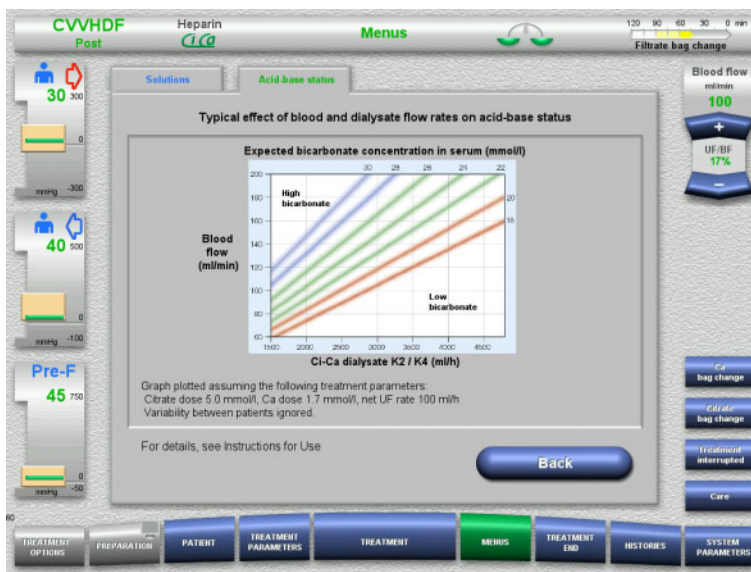 CVVHDF
Post
Heparin
CiCa
Menus
120 90 60 30 0 min
Filtrate bag change
30 300
0
mmHg -300
40 500
0
mmHg -100
Pre-F
45 750
0
mmHg -50
Solutions
Acid-base status
Typical effect of blood and dialysate flow rates on acid-base status
Expected bicarbonate concentration in serum (mmol/l)
30 28 26 24 22
200
180
160
140
120
100
80
60
High
bicarbonate
20
18
Blood
flow
(ml/min)
Low
bicarbonate
1500 2000 2500 3000 3500 4000 4500
Ci-Ca dialysate K2 / K4 (ml/h)
Graph plotted assuming the following treatment parameters:
Citrate dose 5.0 mmol/l, Ca dose 1.7 mmol/l, net UF rate 100 ml/h
Variability between patients ignored.
For details, see Instructions for Use
Back
Blood flow
ml/min
100
+
UF/BF
17%
−
Ca
bag change
Citrate
bag change
Treatment
interrupted
Care
60
TREATMENT
OPTIONS
PREPARATION
PATIENT
TREATMENT
PARAMETERS
TREATMENT
MENUS
TREATMENT
END
HISTORIES
SYSTEM
PARAMETERS